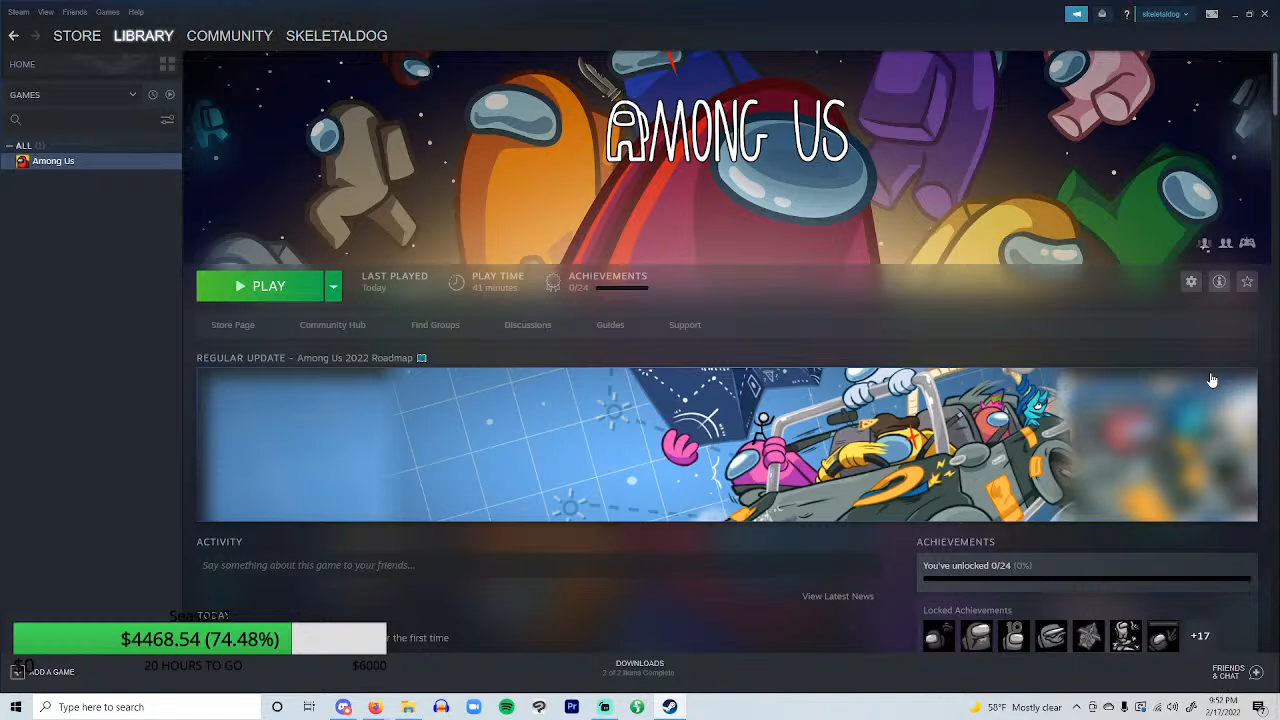 Steam View Friends Games Help
skeletaldog
STORE LIBRARY COMMUNITY SKELETALDOG
HOME
GAMES
ALL (1)
Among Us
AMONG US
PLAY
LAST PLAYED
Today
PLAY TIME
41 minutes
ACHIEVEMENTS
0/24
Store Page Community Hub Find Groups Discussions Guides Support
REGULAR UPDATE - Among Us 2022 Roadmap
ACTIVITY
Say something about this game to your friends...
View Latest News
TODAY
r the first time
ACHIEVEMENTS
You've unlocked 0/24 (0%)
Locked Achievements
+17
$4468.54 (74.48%)
$0 20 HOURS TO GO $6000
ADD A GAME
DOWNLOADS
2 of 2 Items Complete
FRIENDS
& CHAT
Type here to search
58°F Mostly clear
9:52 PM
2/17/2022